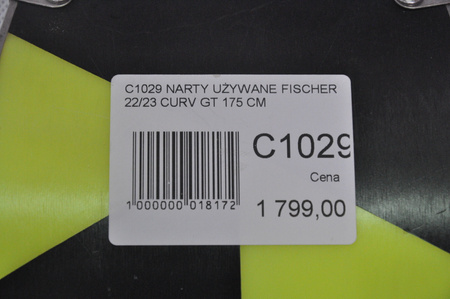 C1029 NARTY UŻYWANE FISCHER
22/23 CURV GT 175 CM
C1029
Cena
1 000000 018172
1 799,00